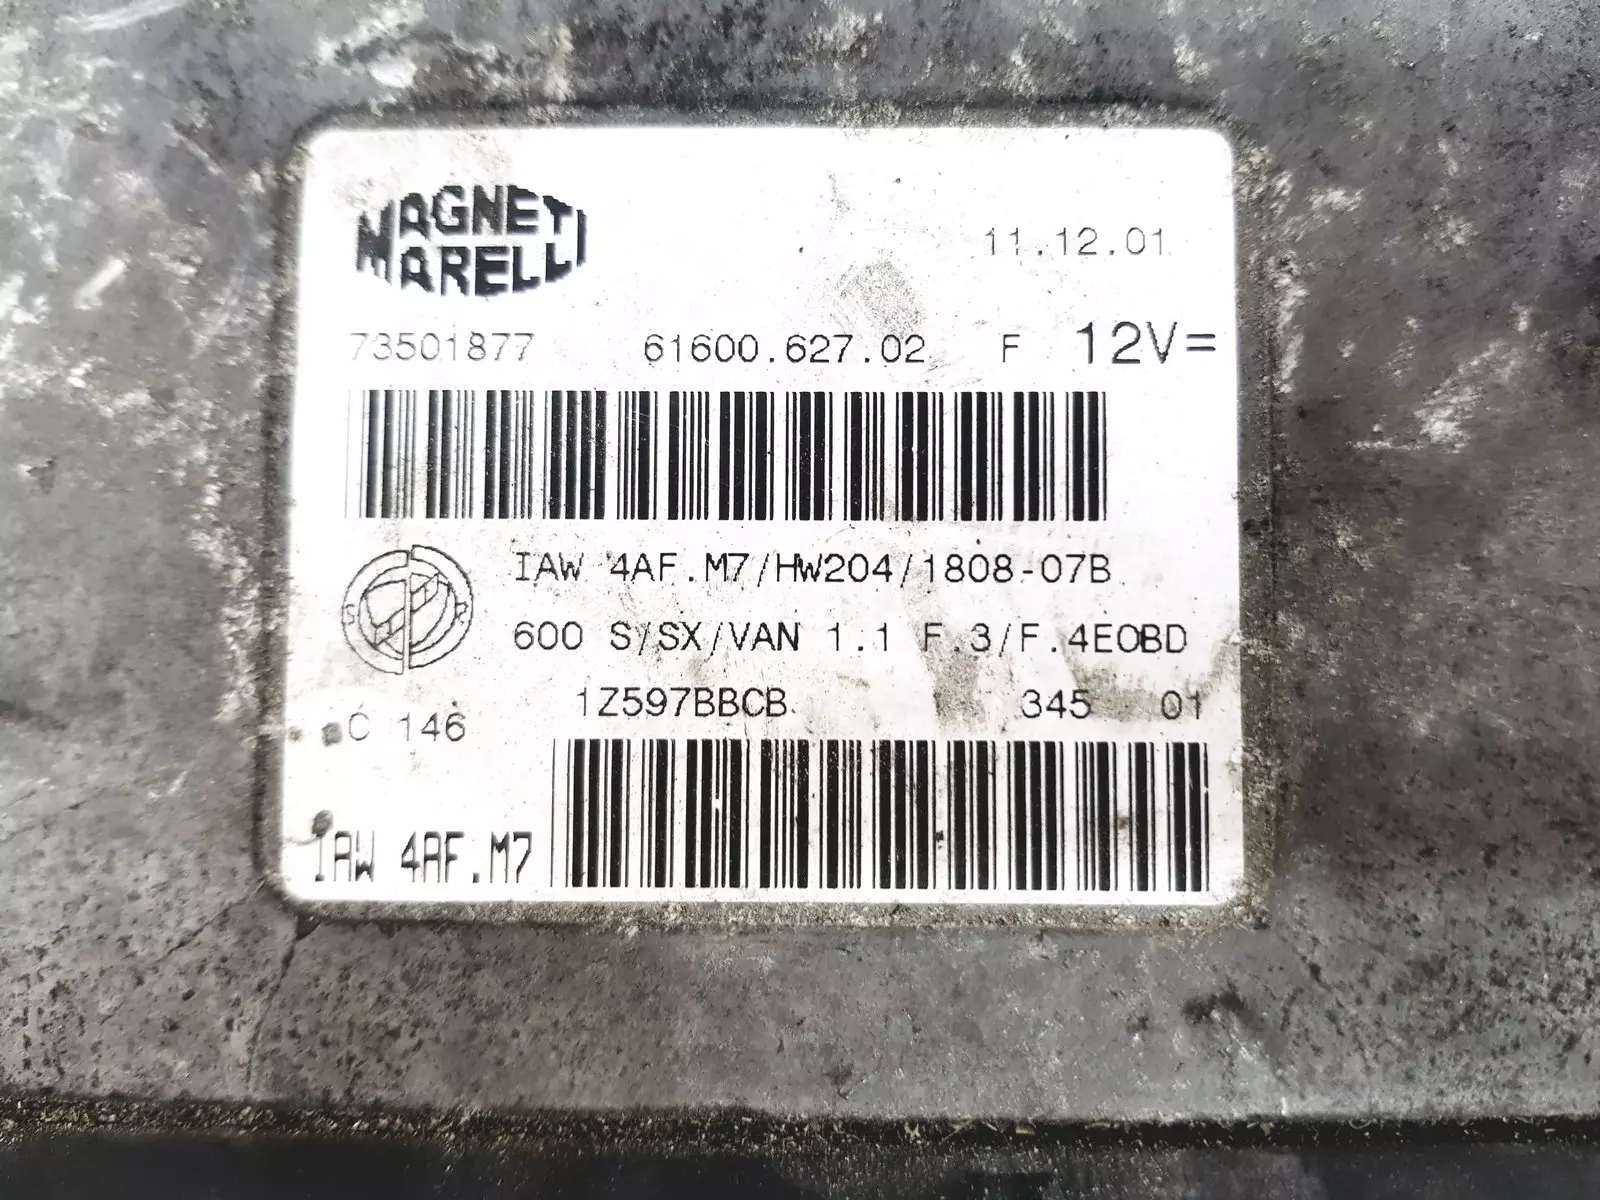 MAGNETI
MARELLI
11.12.01
73501877 61600.627.02 F 12V=
IAW 4AF.M7/HW204/1808-07B
S R
600 S/SX/VAN 1.1 F.3/F.4EOBD
1Z597BBCB 345 01
C 146
IAW 4AF.M7